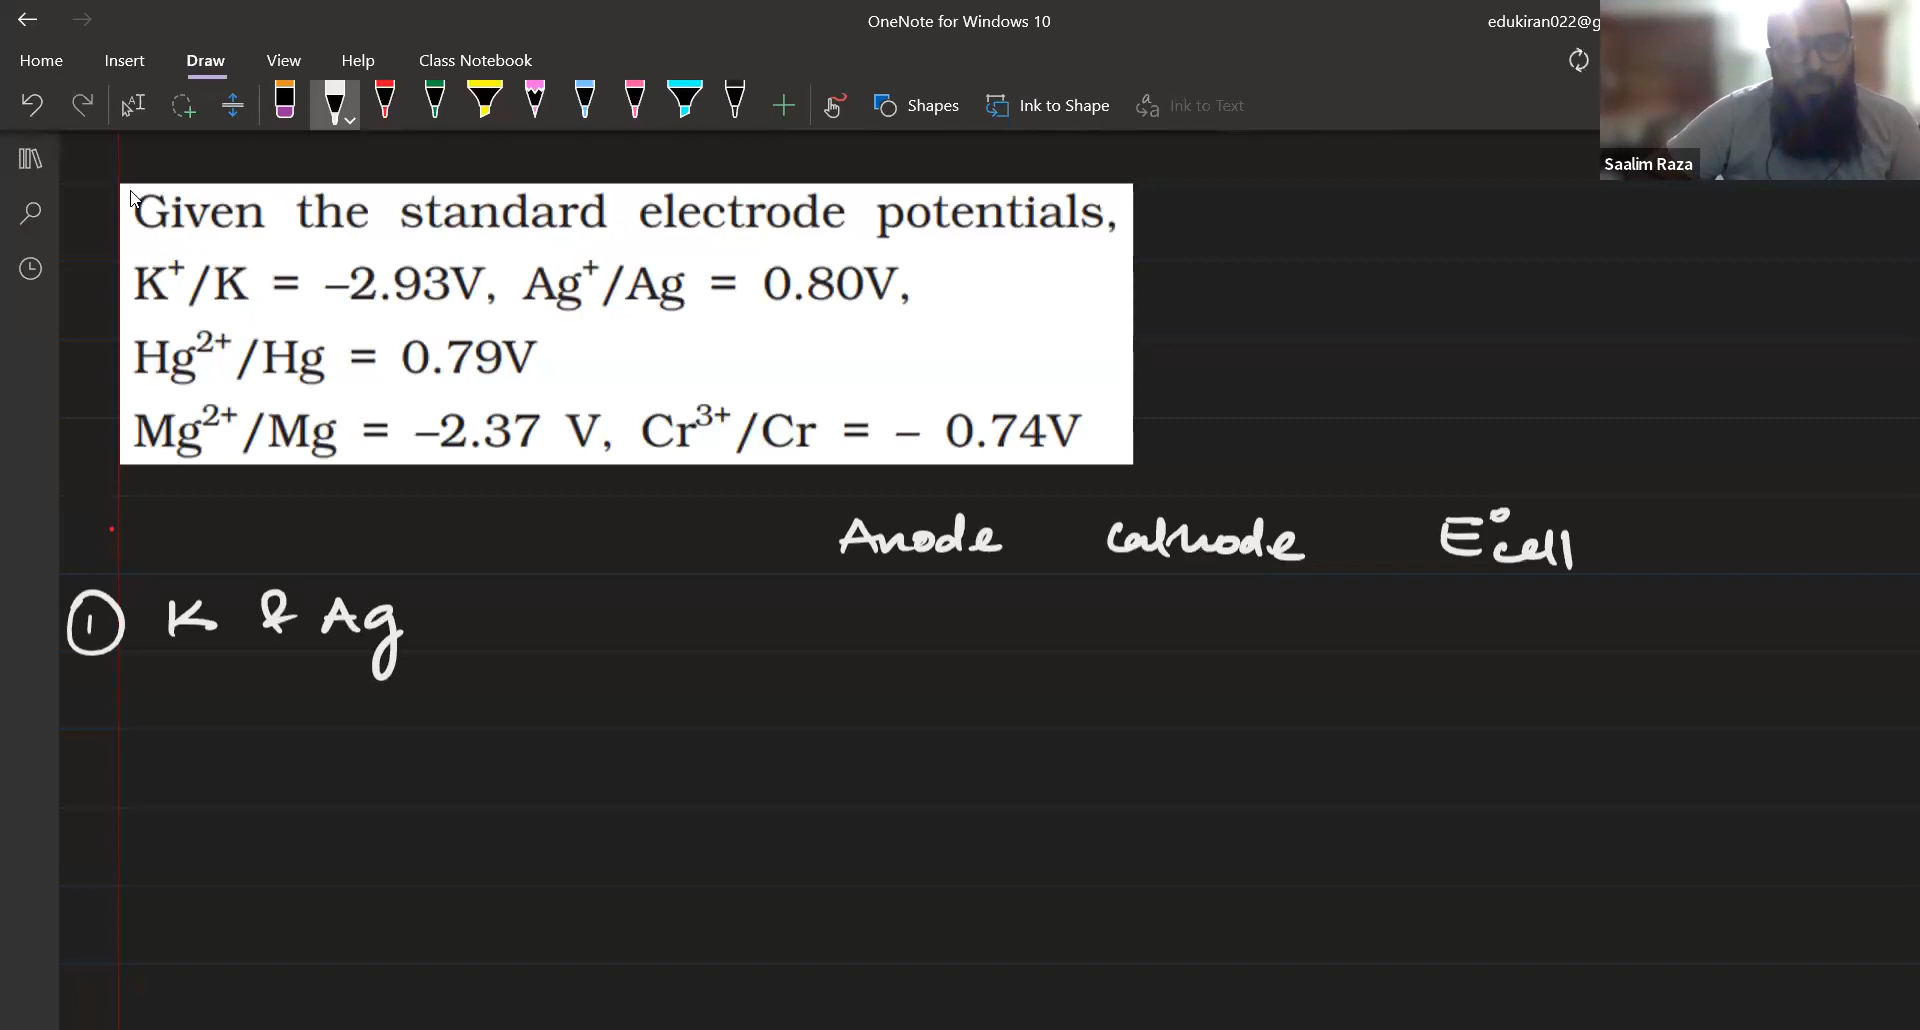 OneNote for Windows 10
edukiran022@g
Home Insert Draw View Help Class Notebook
Shapes Ink to Shape Ink to Text
Saalim Raza
Given the standard electrode potentials,
K⁺/K = –2.93V, Ag⁺/Ag = 0.80V,
Hg²⁺/Hg = 0.79V
Mg²⁺/Mg = –2.37 V, Cr³⁺/Cr = – 0.74V
Anode Cathode E°cell
① K & Ag